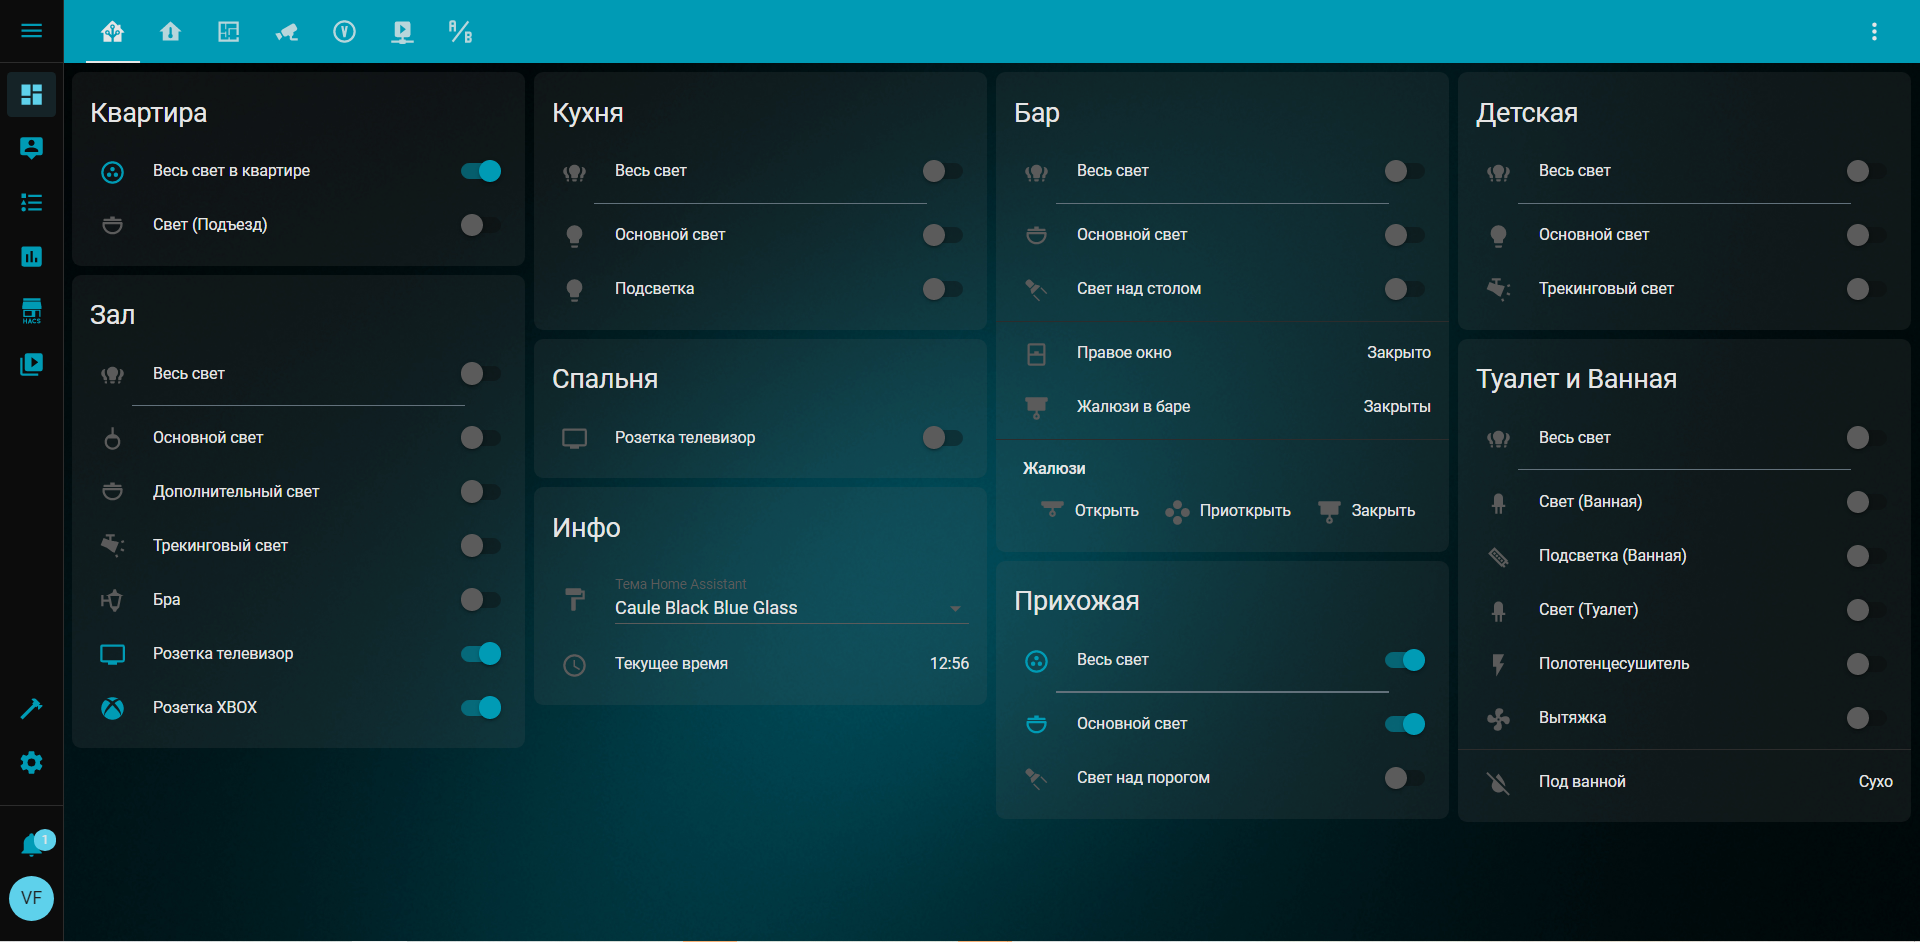 HACS
1
VF
Квартира
Весь свет в квартире
Свет (Подъезд)
Зал
Весь свет
Основной свет
Дополнительный свет
Трекинговый свет
Бра
Розетка телевизор
Розетка XBOX
Кухня
Весь свет
Основной свет
Подсветка
Спальня
Розетка телевизор
Инфо
Тема Home Assistant
Caule Black Blue Glass
Текущее время 12:56
Бар
Весь свет
Основной свет
Свет над столом
Правое окно Закрыто
Жалюзи в баре Закрыты
Жалюзи
Открыть Приоткрыть Закрыть
Прихожая
Весь свет
Основной свет
Свет над порогом
Детская
Весь свет
Основной свет
Трекинговый свет
Туалет и Ванная
Весь свет
Свет (Ванная)
Подсветка (Ванная)
Свет (Туалет)
Полотенцесушитель
Вытяжка
Под ванной Сухо